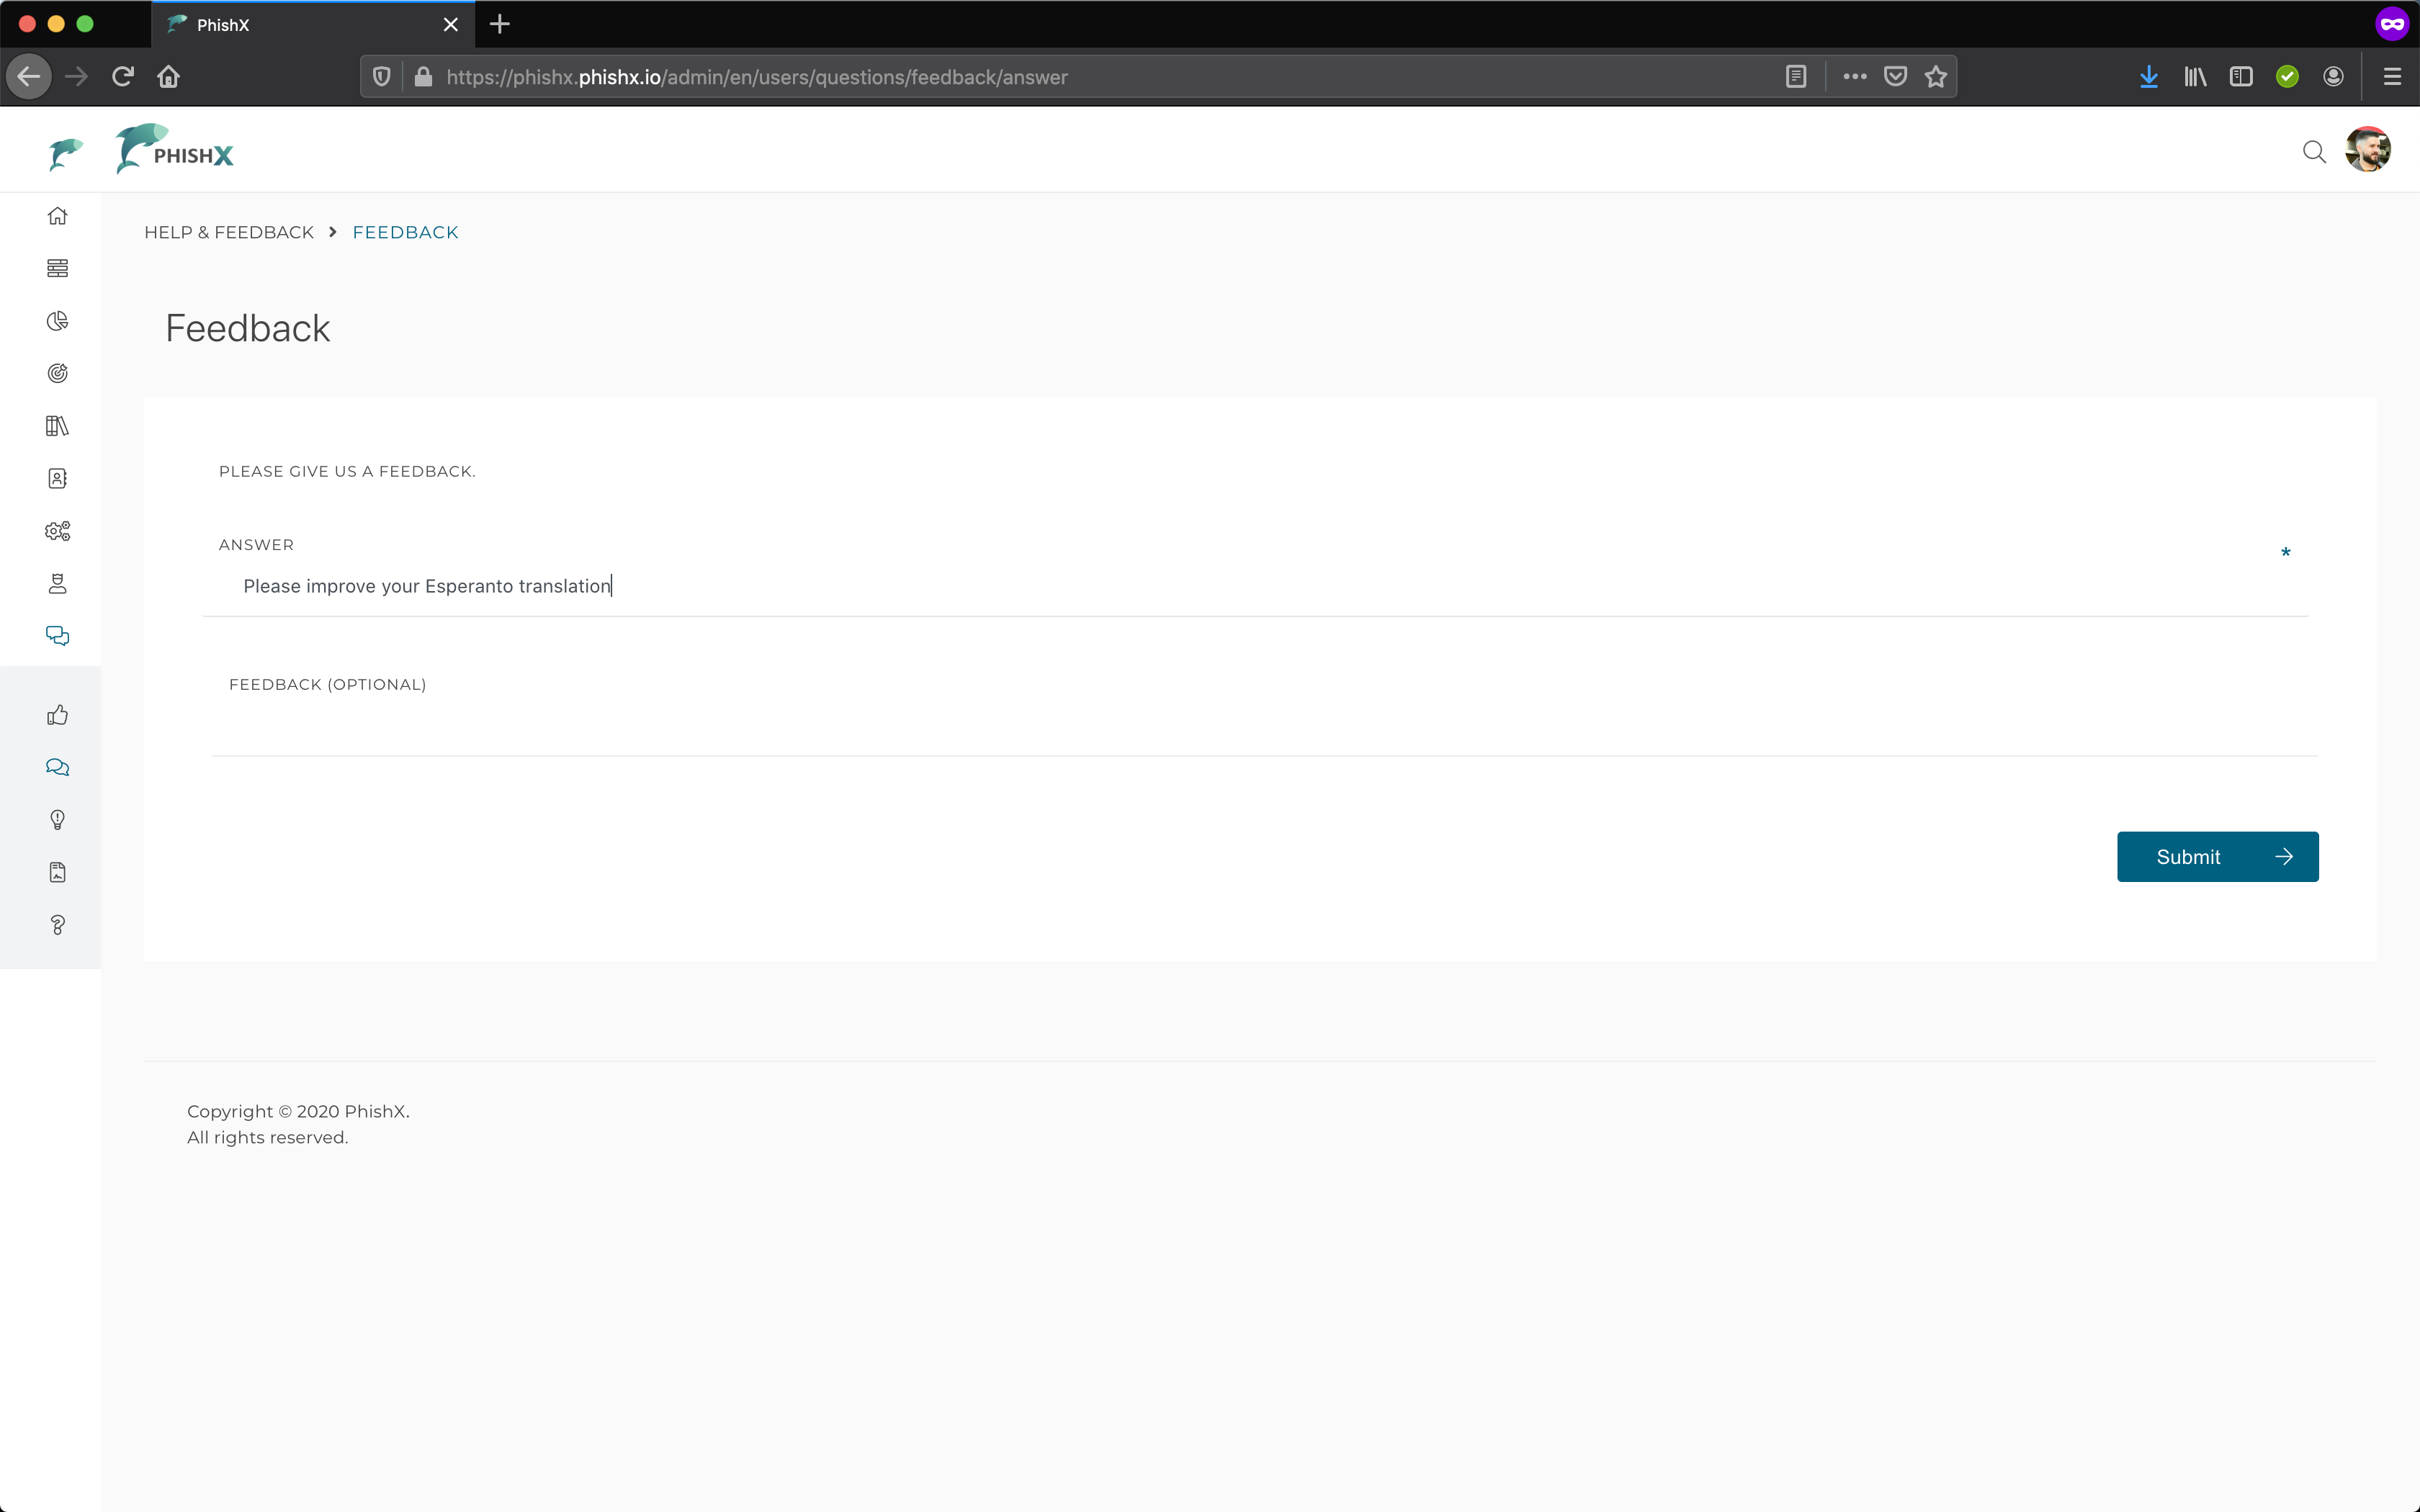 PhishX
https://phishx.phishx.io/admin/en/users/questions/feedback/answer
PHISHX
HELP & FEEDBACK > FEEDBACK
Feedback
PLEASE GIVE US A FEEDBACK.
ANSWER *
Please improve your Esperanto translation
FEEDBACK (OPTIONAL)
Submit →
Copyright © 2020 PhishX.
All rights reserved.